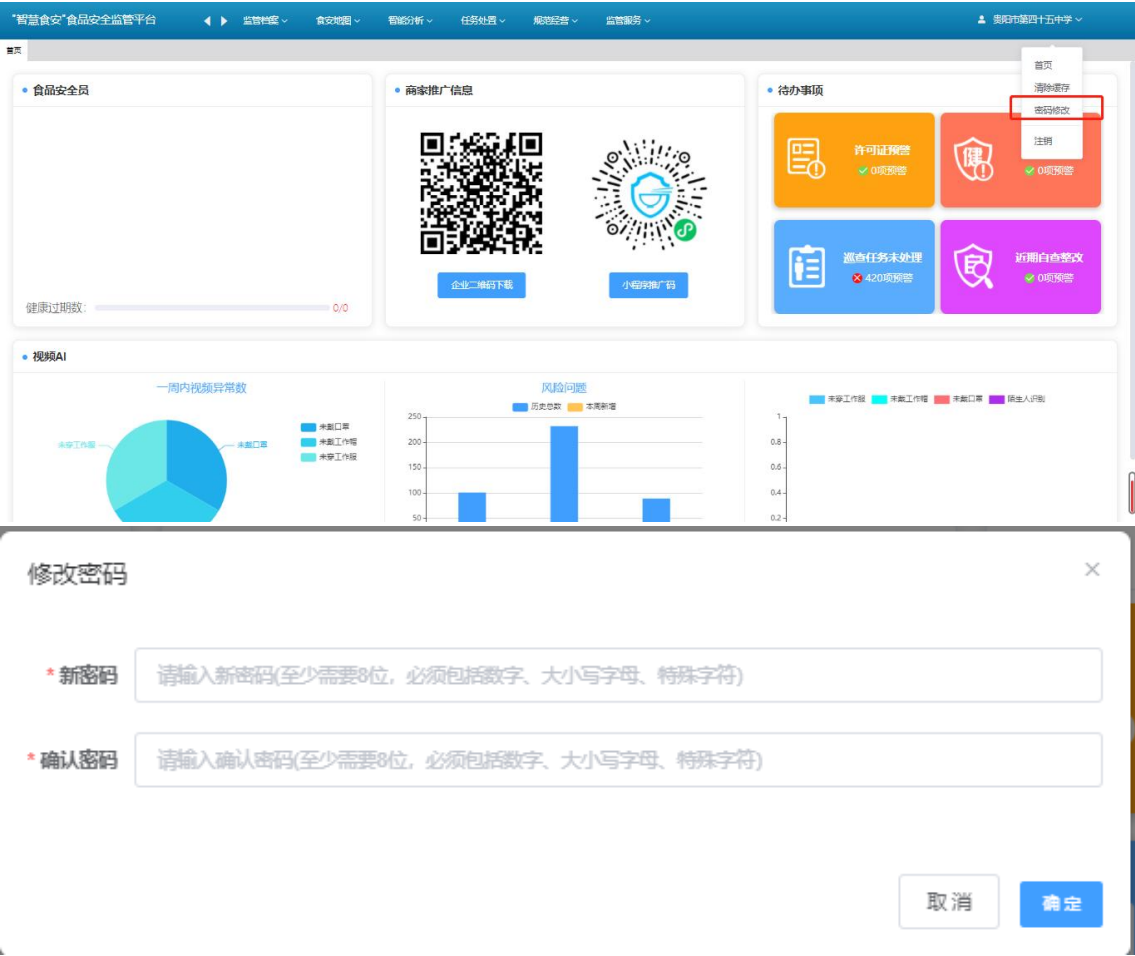 "智慧食安"食品安全监管平台 监管档案 食安地图 智能分析 任务处置 规范经营 监管服务 贵阳市第四十五中学
首页
首页
清除缓存
密码修改
注销
食品安全员
健康过期数: 0/0
商家推广信息
企业二维码下载
小程序推广码
待办事项
许可证预警
0项预警
健
0项预警
巡查任务未处理
420项预警
自
近期自查整改
0项预警
视频AI
一周内视频异常数
未戴口罩
未戴工作帽
未穿工作服
未穿工作服
未戴口罩
风险问题
历史总数 本周新增
250
200
150
100
50
未穿工作服 未戴工作帽 未戴口罩 陌生人识别
1
0.8
0.6
0.4
0.2
修改密码
* 新密码 请输入新密码(至少需要8位, 必须包括数字、大小写字母、特殊字符)
* 确认密码 请输入确认密码(至少需要8位, 必须包括数字、大小写字母、特殊字符)
取消 确定